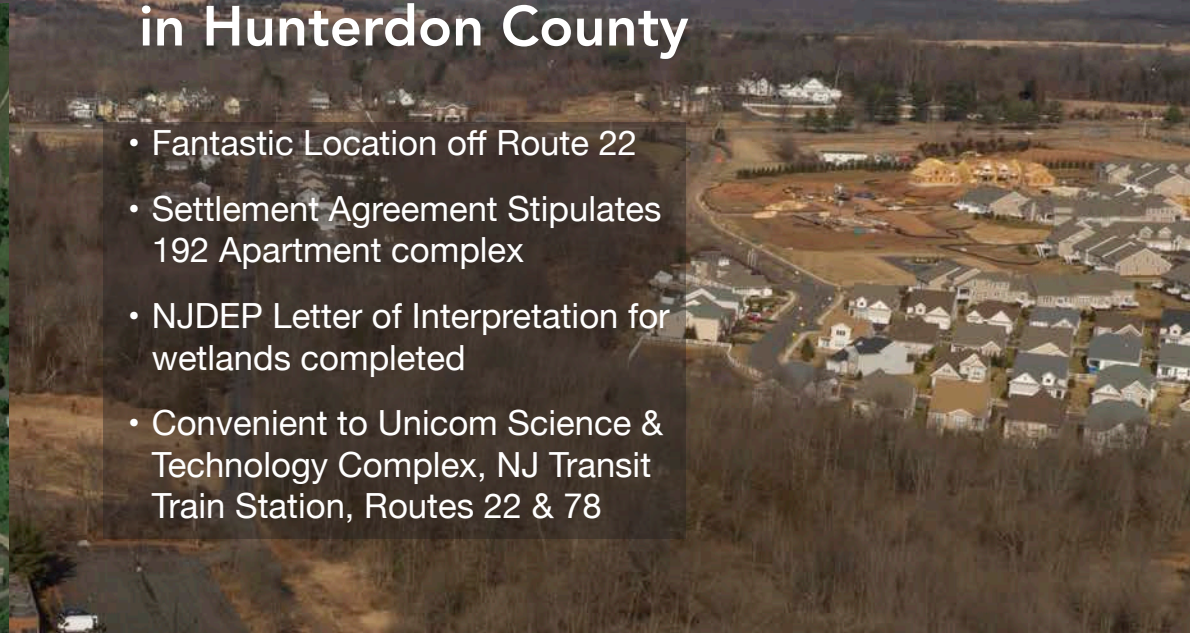 in Hunterdon County
• Fantastic Location off Route 22
• Settlement Agreement Stipulates
192 Apartment complex
• NJDEP Letter of Interpretation for
wetlands completed
• Convenient to Unicom Science &
Technology Complex, NJ Transit
Train Station, Routes 22 & 78